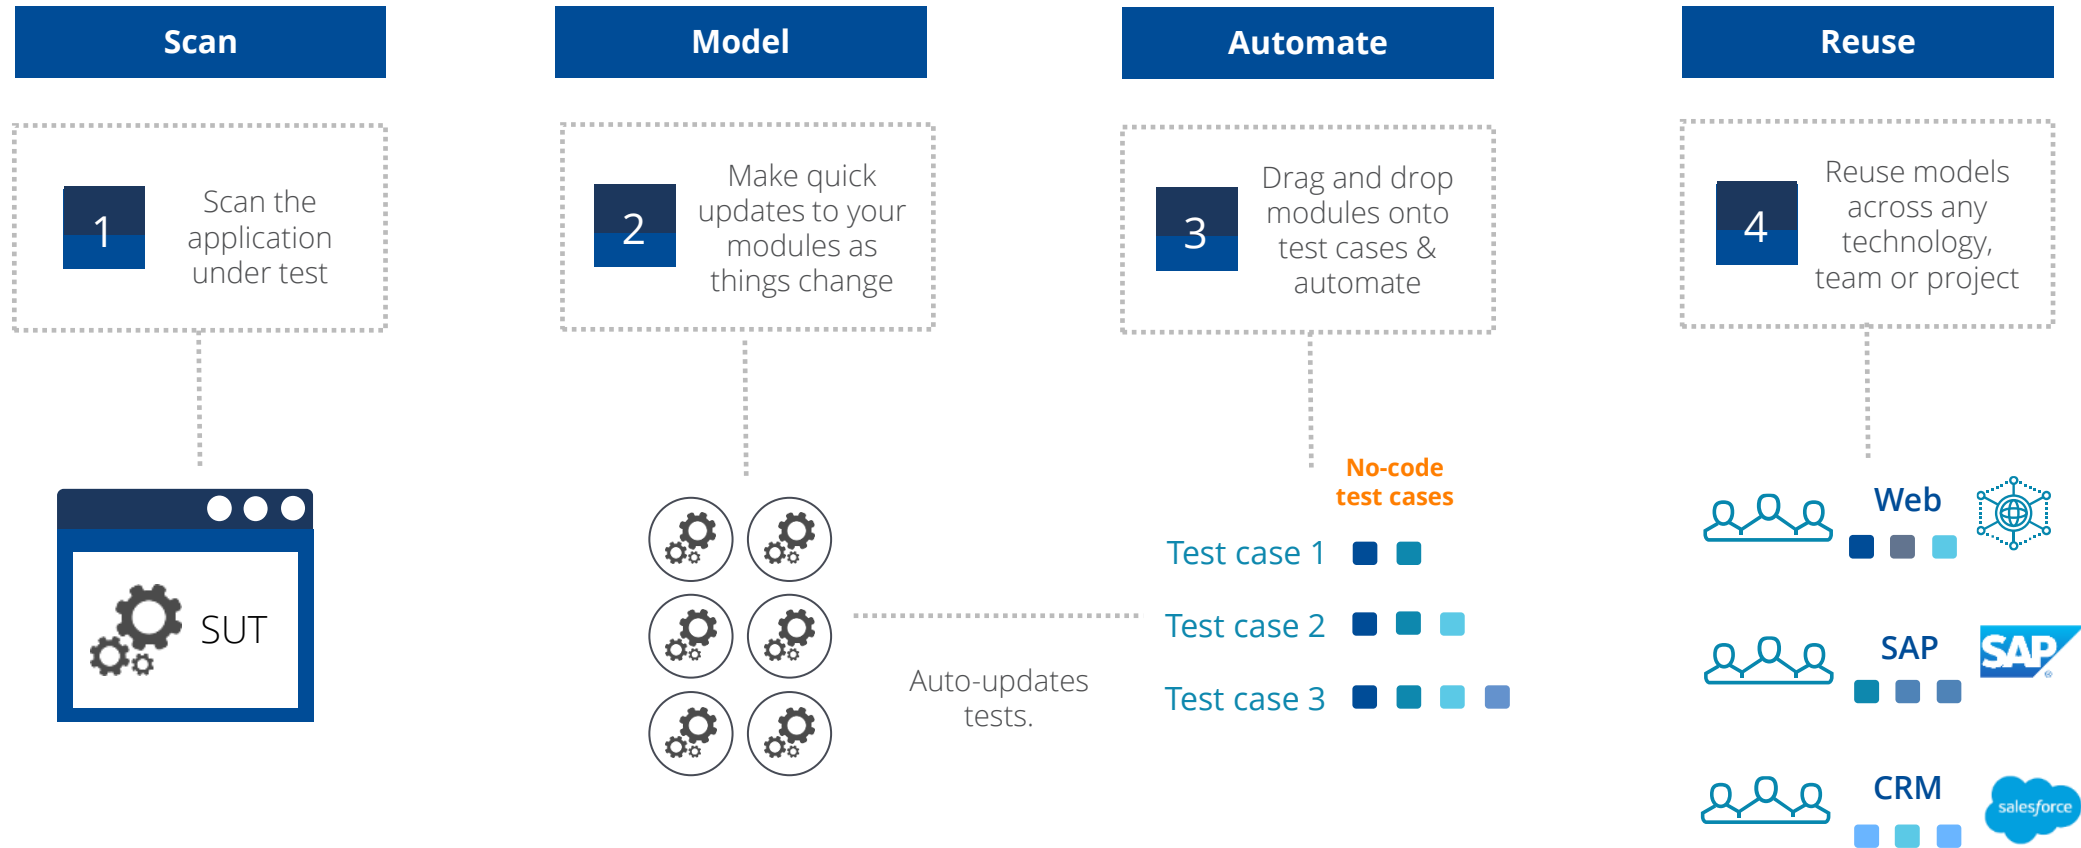 Scan
Model
Automate
Reuse
1
Scan the
application
under test
2
Make quick
updates to your
modules as
things change
3
Drag and drop
modules onto
test cases &
automate
4
Reuse models
across any
technology,
team or project
SUT
Auto-updates
tests.
No-code
test cases
Test case 1
Test case 2
Test case 3
Web
SAP
SAP
®
CRM
salesforce